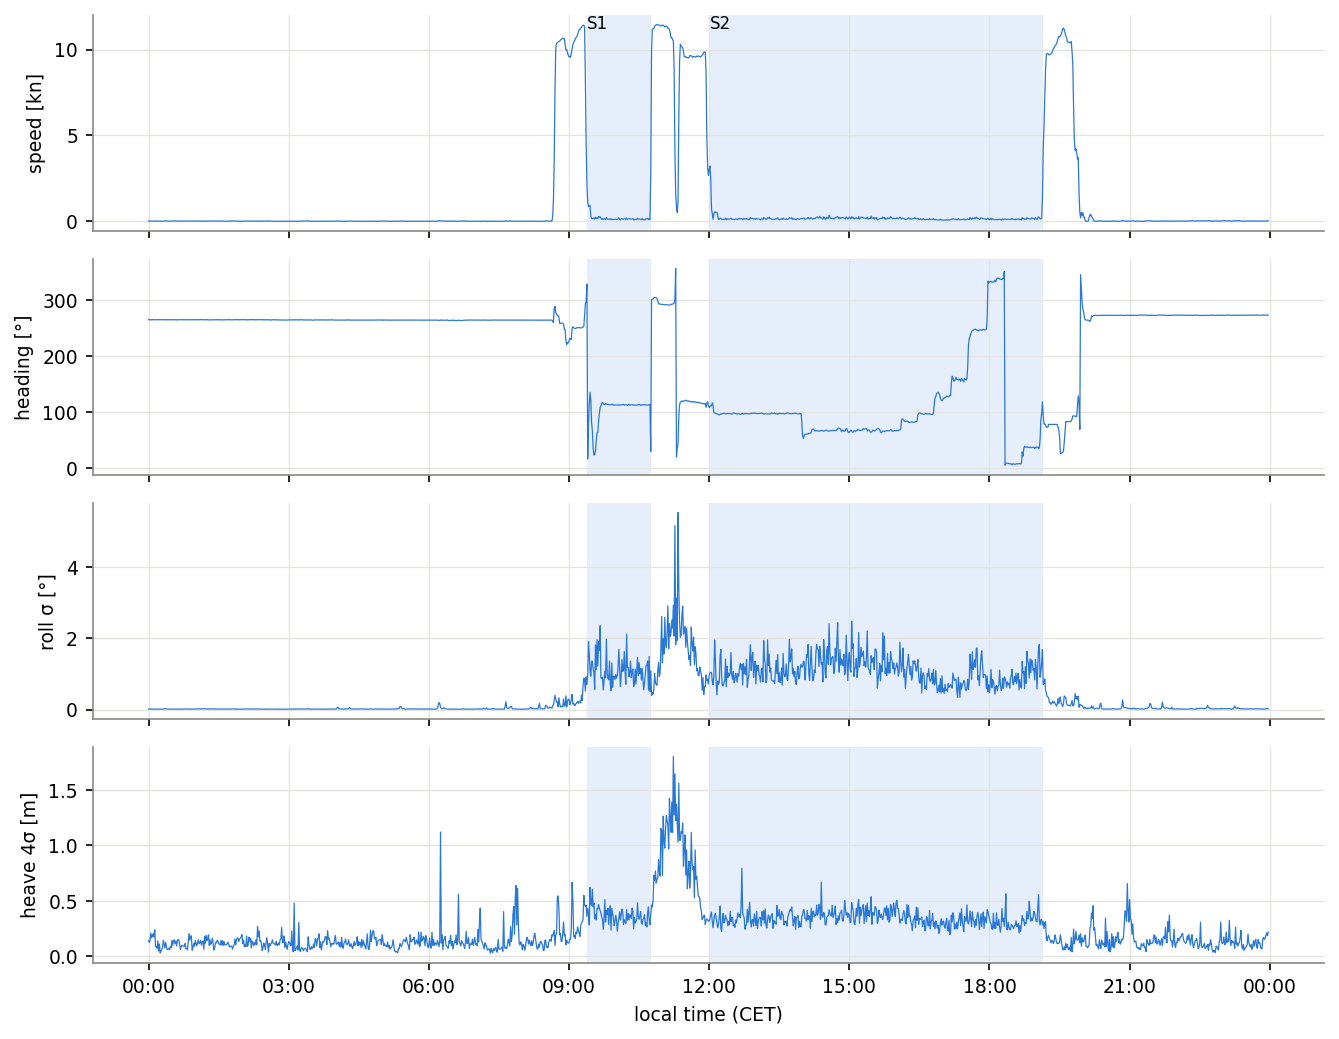 S1 S2
10
5
0
speed [kn]
300
200
100
0
heading [°]
4
2
0
roll σ [°]
1.5
1.0
0.5
0.0
heave 4σ [m]
00:00 03:00 06:00 09:00 12:00 15:00 18:00 21:00 00:00
local time (CET)